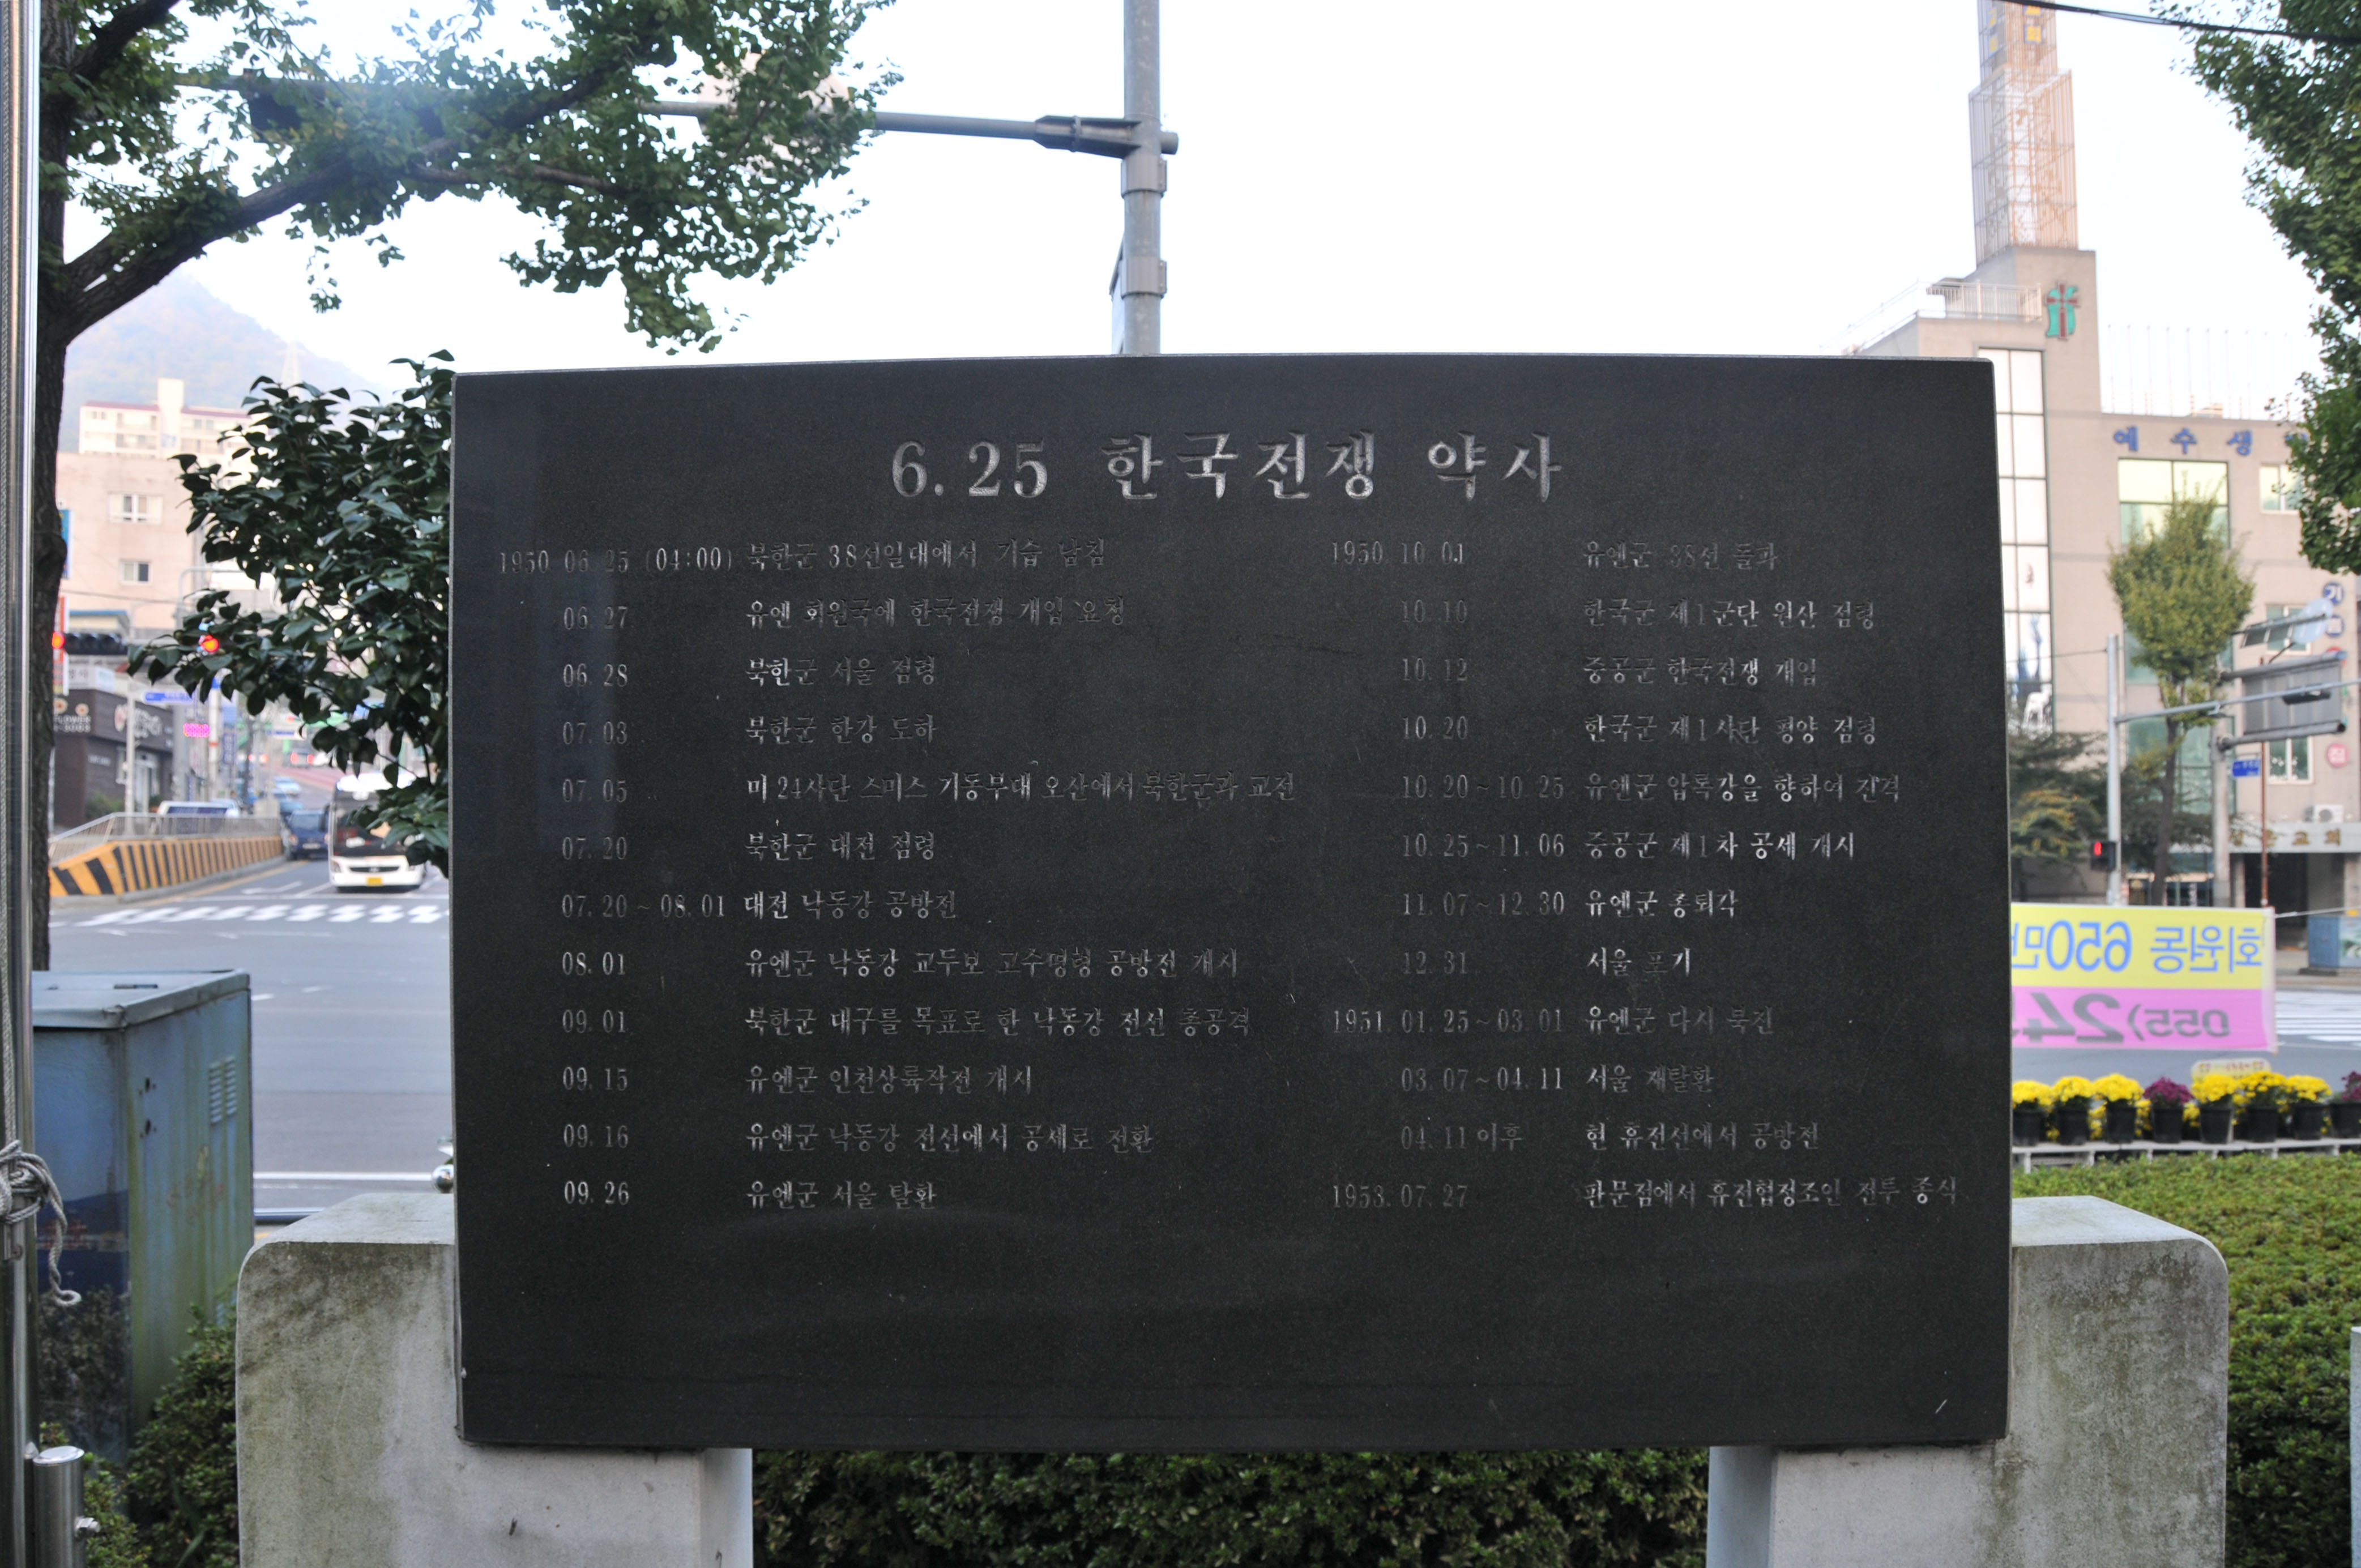 6.25 한국전쟁 약사
1950 06 25 (04:00) 북한군 38선일대에서 기습 남침
06. 27 유엔 회원국에 한국전쟁 개입 요청
06. 28 북한군 서울 점령
07. 03 북한군 한강 도하
07. 05 미 24사단 스미스 기동부대 오산에서 북한군과 교전
07. 20 북한군 대전 점령
07. 20 ~ 08. 01 대전 낙동강 공방전
08. 01 유엔군 낙동강 교두보 고수명령 공방전 개시
09. 01 북한군 대구를 목표로 한 낙동강 전선 총공격
09. 15 유엔군 인천상륙작전 개시
09. 16 유엔군 낙동강 전선에서 공세로 전환
09. 26 유엔군 서울 탈환
1950. 10. 01 유엔군 38선 돌파
10. 10 한국군 제1군단 원산 점령
10. 12 중공군 한국전쟁 개입
10. 20 한국군 제1사단 평양 점령
10. 20 ~ 10. 25 유엔군 압록강을 향하여 진격
10. 25 ~ 11. 06 중공군 제1차 공세 개시
11. 07 ~ 12. 30 유엔군 총퇴각
12. 31 서울 포기
1951. 01. 25 ~ 03. 01 유엔군 다시 북진
03. 07 ~ 04. 11 서울 재탈환
04. 11 이후 현 휴전선에서 공방전
1953. 07. 27 판문점에서 휴전협정조인 전투 종식
예수생
회원동 650만
055)24
FLOWER